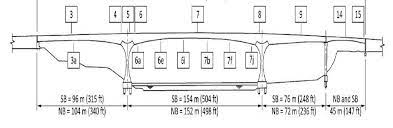 3 4 5 6 7 8 9 14 15
3a 6a 6e 6i 7b 7f 7j
SB = 96 m (315 ft) SB = 154 m (504 ft) SB = 76 m (248 ft) NB and SB
NB = 104 m (340 ft) NB = 152 m (498 ft) NB = 72 m (236 ft) 45 m (147 ft)